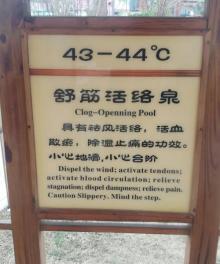 43-44℃
舒筋活络泉
Clog-Openning Pool
具有祛风活络，活血
散瘀，除湿止痛的功效。
小心地滑,小心台阶
Dispel the wind; activate tendons;
activate blood circulation; relieve
stagnation; dispel dampness; relieve pain.
Caution Slippery. Mind the step.